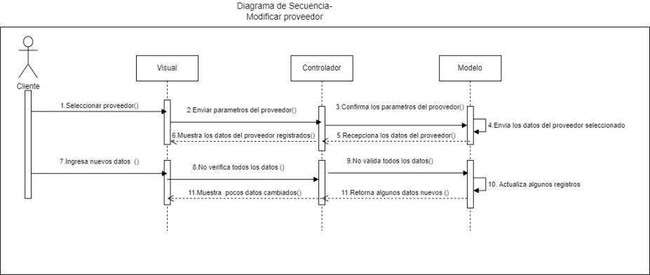 Diagrama de Secuencia-
Modificar proveedor
Visual
Controlador
Modelo
Cliente
1.Seleccionar proveedor()
2.Enviar parametros del proveedor()
3.Confirma los parametros del prooveedor()
4.Envia los datos del proveedor seleccionado
5. Recepciona los datos del proveedor()
6.Muestra los datos del proveedor registrados()
7.Ingresa nuevos datos ()
8.No verifica todos los datos ()
9.No valida todos los datos()
10. Actualiza algunos registros
11.Retorna algunos datos nuevos ()
11.Muestra pocos datos cambiados()